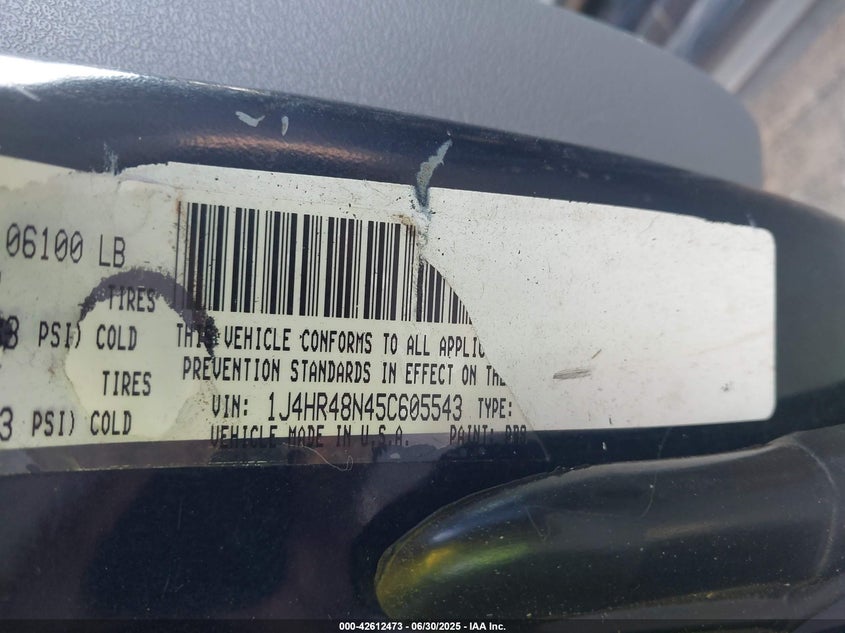 06100 LB
TIRES
3 PSI) COLD
TIRES
3 PSI) COLD
THIS VEHICLE CONFORMS TO ALL APPLIC
PREVENTION STANDARDS IN EFFECT ON THE
VIN: 1J4HR48N45C605543 TYPE:
VEHICLE MADE IN U.S.A. PAINT:
000-42612473 - 06/30/2025 - IAA Inc.